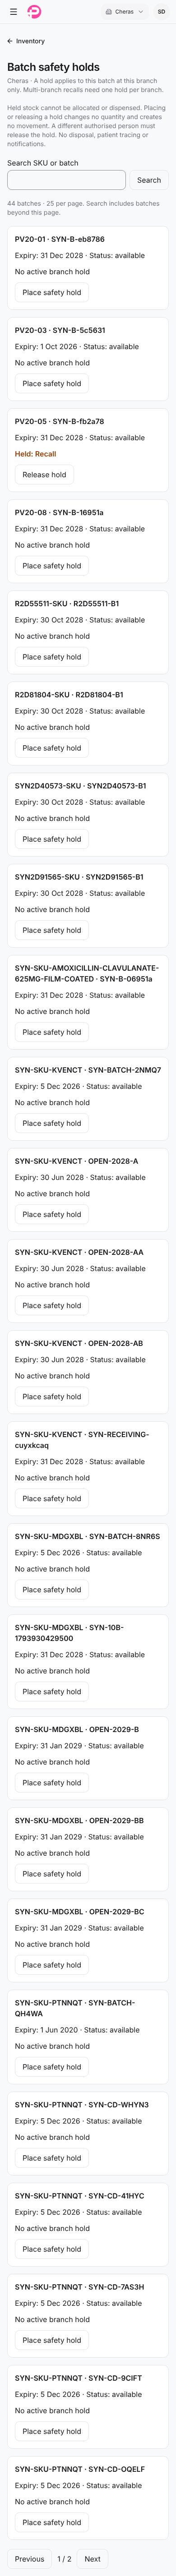 Cheras
SD
Inventory
Batch safety holds
Cheras · A hold applies to this batch at this branch
only. Multi-branch recalls need one hold per branch.
Held stock cannot be allocated or dispensed. Placing
or releasing a hold changes no quantity and creates
no movement. A different authorised person must
release the hold. No disposal, patient tracing or
notifications.
Search SKU or batch
Search
44 batches · 25 per page. Search includes batches
beyond this page.
PV20-01 · SYN-B-eb8786
Expiry: 31 Dec 2028 · Status: available
No active branch hold
Place safety hold
PV20-03 · SYN-B-5c5631
Expiry: 1 Oct 2026 · Status: available
No active branch hold
Place safety hold
PV20-05 · SYN-B-fb2a78
Expiry: 31 Dec 2028 · Status: available
Held: Recall
Release hold
PV20-08 · SYN-B-16951a
Expiry: 31 Dec 2028 · Status: available
No active branch hold
Place safety hold
R2D55511-SKU · R2D55511-B1
Expiry: 30 Oct 2028 · Status: available
No active branch hold
Place safety hold
R2D81804-SKU · R2D81804-B1
Expiry: 30 Oct 2028 · Status: available
No active branch hold
Place safety hold
SYN2D40573-SKU · SYN2D40573-B1
Expiry: 30 Oct 2028 · Status: available
No active branch hold
Place safety hold
SYN2D91565-SKU · SYN2D91565-B1
Expiry: 30 Oct 2028 · Status: available
No active branch hold
Place safety hold
SYN-SKU-AMOXICILLIN-CLAVULANATE-
625MG-FILM-COATED · SYN-B-06951a
Expiry: 31 Dec 2028 · Status: available
No active branch hold
Place safety hold
SYN-SKU-KVENCT · SYN-BATCH-2NMQ7
Expiry: 5 Dec 2026 · Status: available
No active branch hold
Place safety hold
SYN-SKU-KVENCT · OPEN-2028-A
Expiry: 30 Jun 2028 · Status: available
No active branch hold
Place safety hold
SYN-SKU-KVENCT · OPEN-2028-AA
Expiry: 30 Jun 2028 · Status: available
No active branch hold
Place safety hold
SYN-SKU-KVENCT · OPEN-2028-AB
Expiry: 30 Jun 2028 · Status: available
No active branch hold
Place safety hold
SYN-SKU-KVENCT · SYN-RECEIVING-
cuyxkcaq
Expiry: 31 Dec 2028 · Status: available
No active branch hold
Place safety hold
SYN-SKU-MDGXBL · SYN-BATCH-8NR6S
Expiry: 5 Dec 2026 · Status: available
No active branch hold
Place safety hold
SYN-SKU-MDGXBL · SYN-10B-
1793930429500
Expiry: 31 Dec 2028 · Status: available
No active branch hold
Place safety hold
SYN-SKU-MDGXBL · OPEN-2029-B
Expiry: 31 Jan 2029 · Status: available
No active branch hold
Place safety hold
SYN-SKU-MDGXBL · OPEN-2029-BB
Expiry: 31 Jan 2029 · Status: available
No active branch hold
Place safety hold
SYN-SKU-MDGXBL · OPEN-2029-BC
Expiry: 31 Jan 2029 · Status: available
No active branch hold
Place safety hold
SYN-SKU-PTNNQT · SYN-BATCH-
QH4WA
Expiry: 1 Jun 2020 · Status: available
No active branch hold
Place safety hold
SYN-SKU-PTNNQT · SYN-CD-WHYN3
Expiry: 5 Dec 2026 · Status: available
No active branch hold
Place safety hold
SYN-SKU-PTNNQT · SYN-CD-41HYC
Expiry: 5 Dec 2026 · Status: available
No active branch hold
Place safety hold
SYN-SKU-PTNNQT · SYN-CD-7AS3H
Expiry: 5 Dec 2026 · Status: available
No active branch hold
Place safety hold
SYN-SKU-PTNNQT · SYN-CD-9CIFT
Expiry: 5 Dec 2026 · Status: available
No active branch hold
Place safety hold
SYN-SKU-PTNNQT · SYN-CD-OQELF
Expiry: 5 Dec 2026 · Status: available
No active branch hold
Place safety hold
Previous 1 / 2 Next